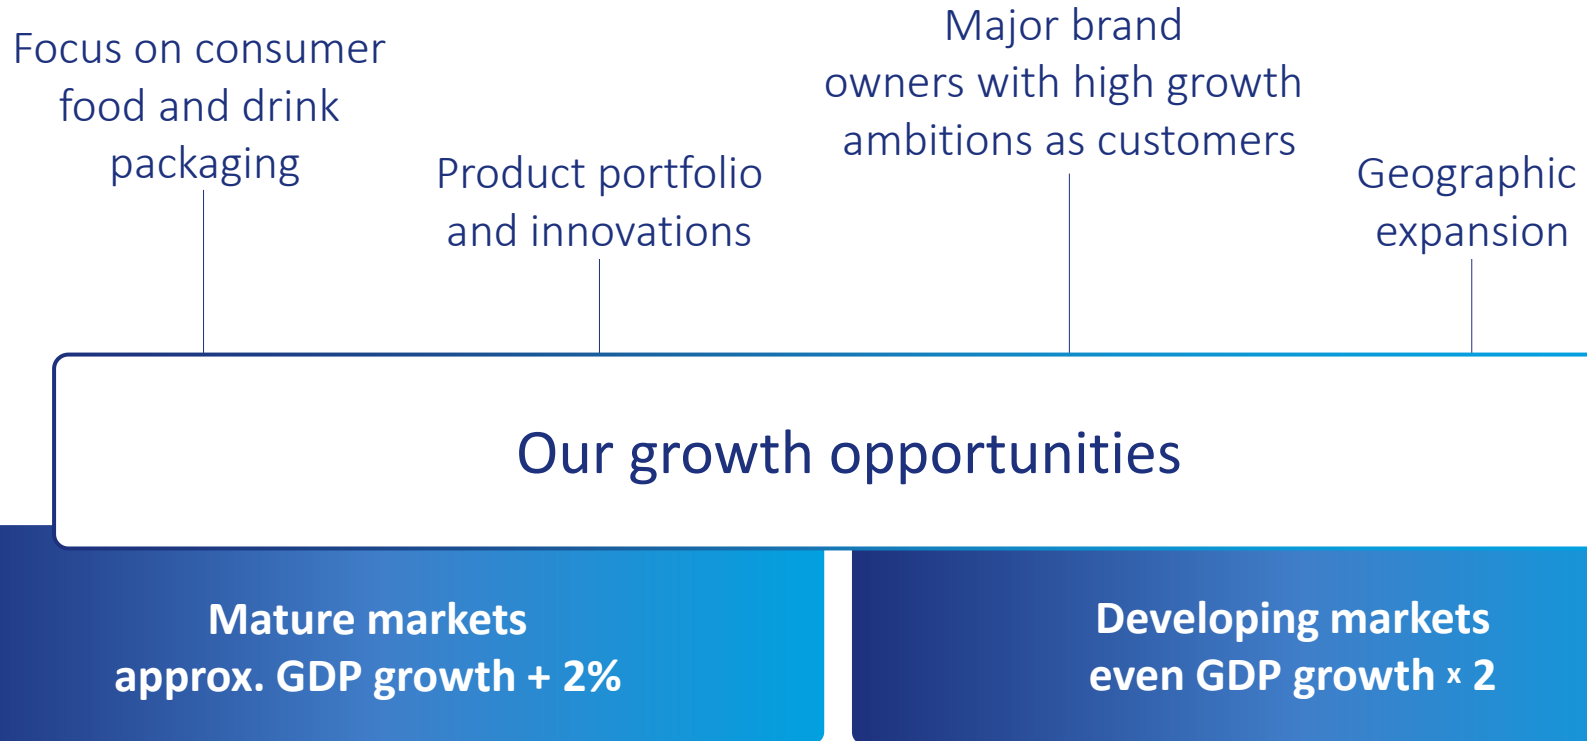 Focus on consumer
food and drink
packaging
Product portfolio
and innovations
Major brand
owners with high growth
ambitions as customers
Geographic
expansion
Our growth opportunities
Mature markets
approx. GDP growth + 2%
Developing markets
even GDP growth x 2